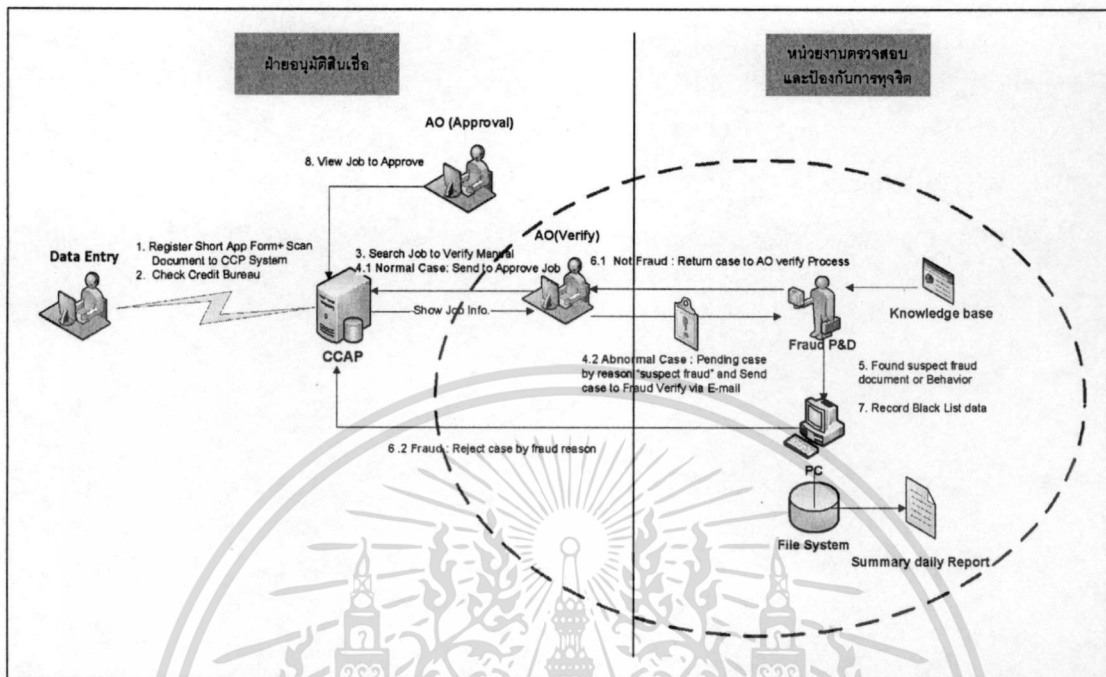 ฝ่ายอนุมัติสินเชื่อ
หน่วยงานตรวจสอบ
และป้องกันการทุจริต
AO (Approval)
8. View Job to Approve
Data Entry
1. Register Short App Form+ Scan
Document to CCP System
2. Check Credit Bureau
3. Search Job to Verify Manual
4.1 Normal Case: Send to Approve Job
Show Job Info.
CCAP
AO(Verify)
6.1 Not Fraud : Return case to AO verify Process
Fraud P&D
Knowledge base
4.2 Abnormal Case : Pending case
by reason "suspect fraud" and Send
case to Fraud Verify via E-mail
5. Found suspect fraud
document or Behavior
7. Record Black List data
6 .2 Fraud : Reject case by fraud reason
PC
File System
Summary daily Report